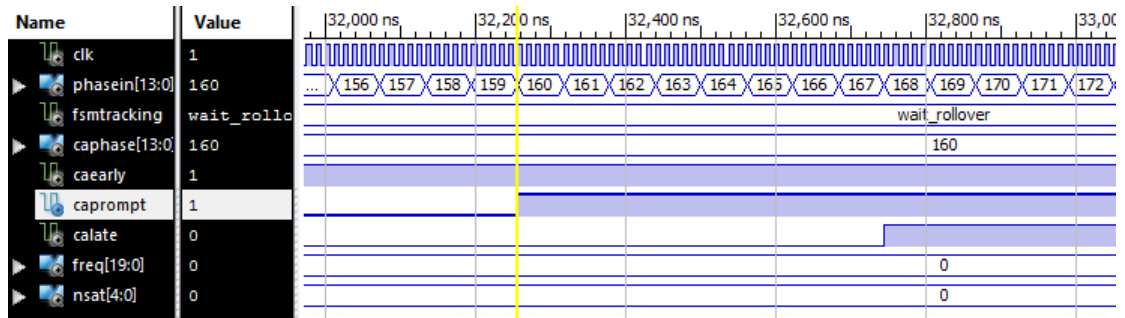 Name Value 32,000 ns 32,200 ns 32,400 ns 32,600 ns 32,800 ns 33,00
clk 1
phasein[13:0] 160 ... 156 157 158 159 160 161 162 163 164 165 166 167 168 169 170 171 172
fsmtracking wait_rollo wait_rollover
caphase[13:0] 160 160
caearly 1
caprompt 1
calate 0
freq[19:0] 0 0
nsat[4:0] 0 0